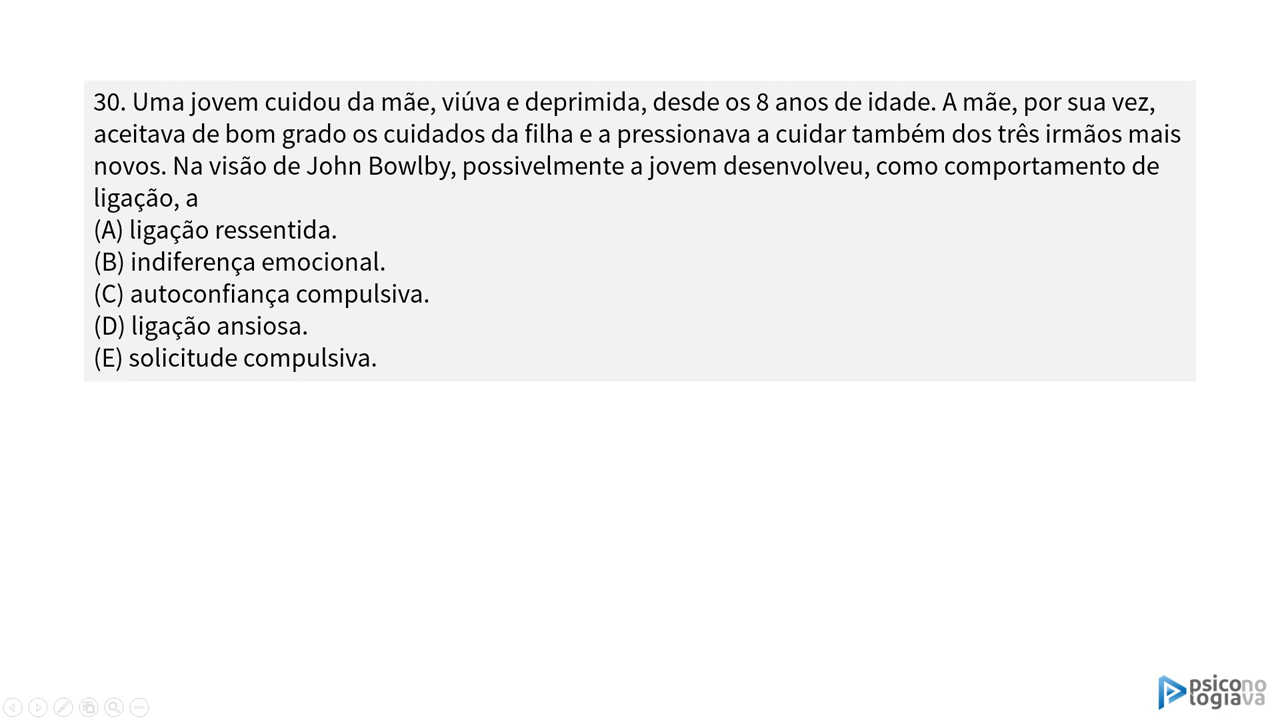 30. Uma jovem cuidou da mãe, viúva e deprimida, desde os 8 anos de idade. A mãe, por sua vez,
aceitava de bom grado os cuidados da filha e a pressionava a cuidar também dos três irmãos mais
novos. Na visão de John Bowlby, possivelmente a jovem desenvolveu, como comportamento de
ligação, a
(A) ligação ressentida.
(B) indiferença emocional.
(C) autoconfiança compulsiva.
(D) ligação ansiosa.
(E) solicitude compulsiva.
psicono
logiava